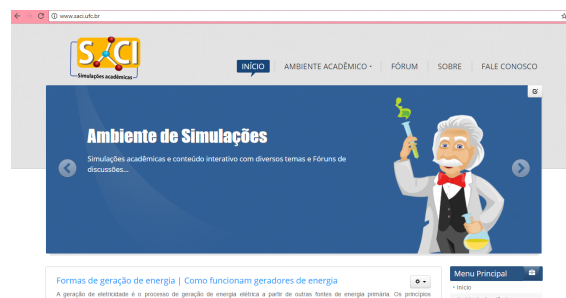 www.saci.ufc.br
SACI
Simulações acadêmicas
INÍCIO AMBIENTE ACADÊMICO FÓRUM SOBRE FALE CONOSCO
Ambiente de Simulações
Simulações acadêmicas e conteúdo interativo com diversos temas e Fóruns de
discussões...
Formas de geração de energia | Como funcionam geradores de energia
A geração de eletricidade é o processo de geração de energia elétrica a partir de outras fontes de energia primária. Os princípios
Menu Principal
Início